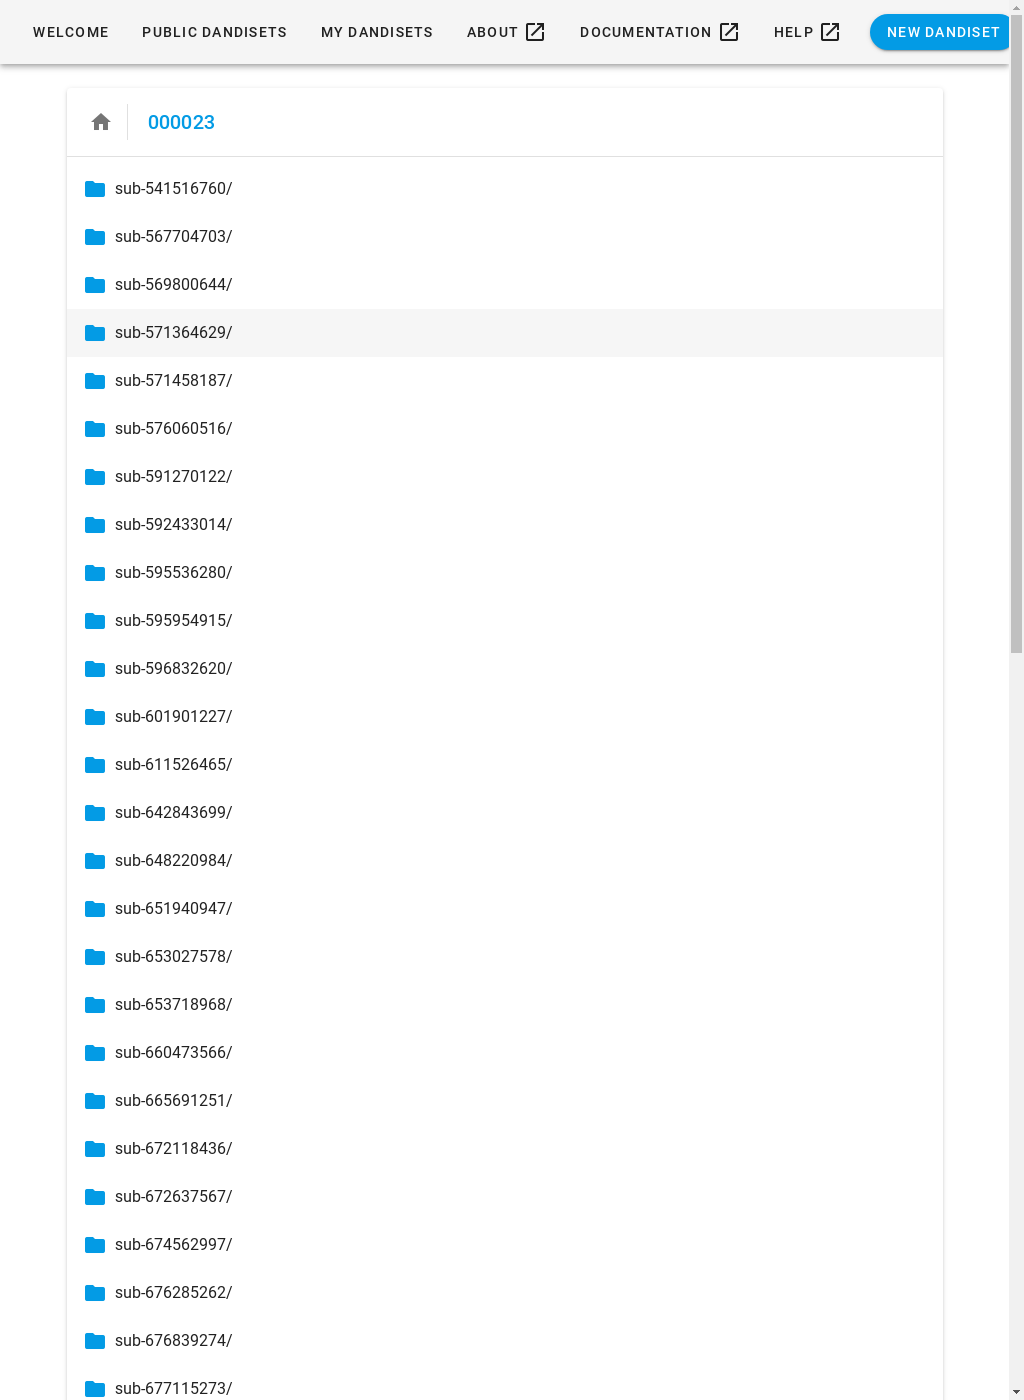 WELCOME PUBLIC DANDISETS MY DANDISETS ABOUT DOCUMENTATION HELP NEW DANDISET
000023
sub-541516760/
sub-567704703/
sub-569800644/
sub-571364629/
sub-571458187/
sub-576060516/
sub-591270122/
sub-592433014/
sub-595536280/
sub-595954915/
sub-596832620/
sub-601901227/
sub-611526465/
sub-642843699/
sub-648220984/
sub-651940947/
sub-653027578/
sub-653718968/
sub-660473566/
sub-665691251/
sub-672118436/
sub-672637567/
sub-674562997/
sub-676285262/
sub-676839274/
sub-677115273/